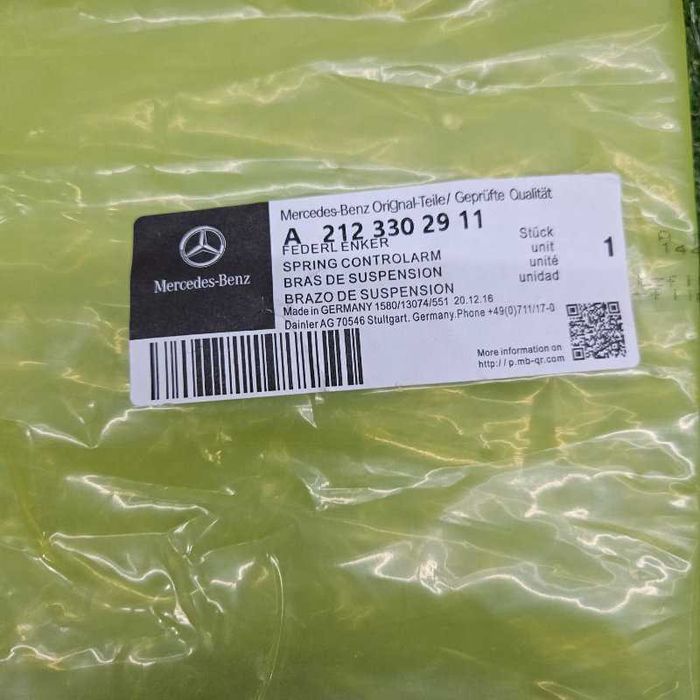 Mercedes-Benz
Mercedes-Benz Orignal-Teile/ Geprüfte Qualität
A 212 330 29 11
FEDERLENKER
SPRING CONTROLARM
BRAS DE SUSPENSION
BRAZO DE SUSPENSION
Stück
unit
unité
unidad
1
Made in GERMANY 1580/13074/551 20.12.16
Dainler AG 70546 Stuttgart. Germany.Phone +49(0)711/17-0
More information on
http:// p.mb-qr.com